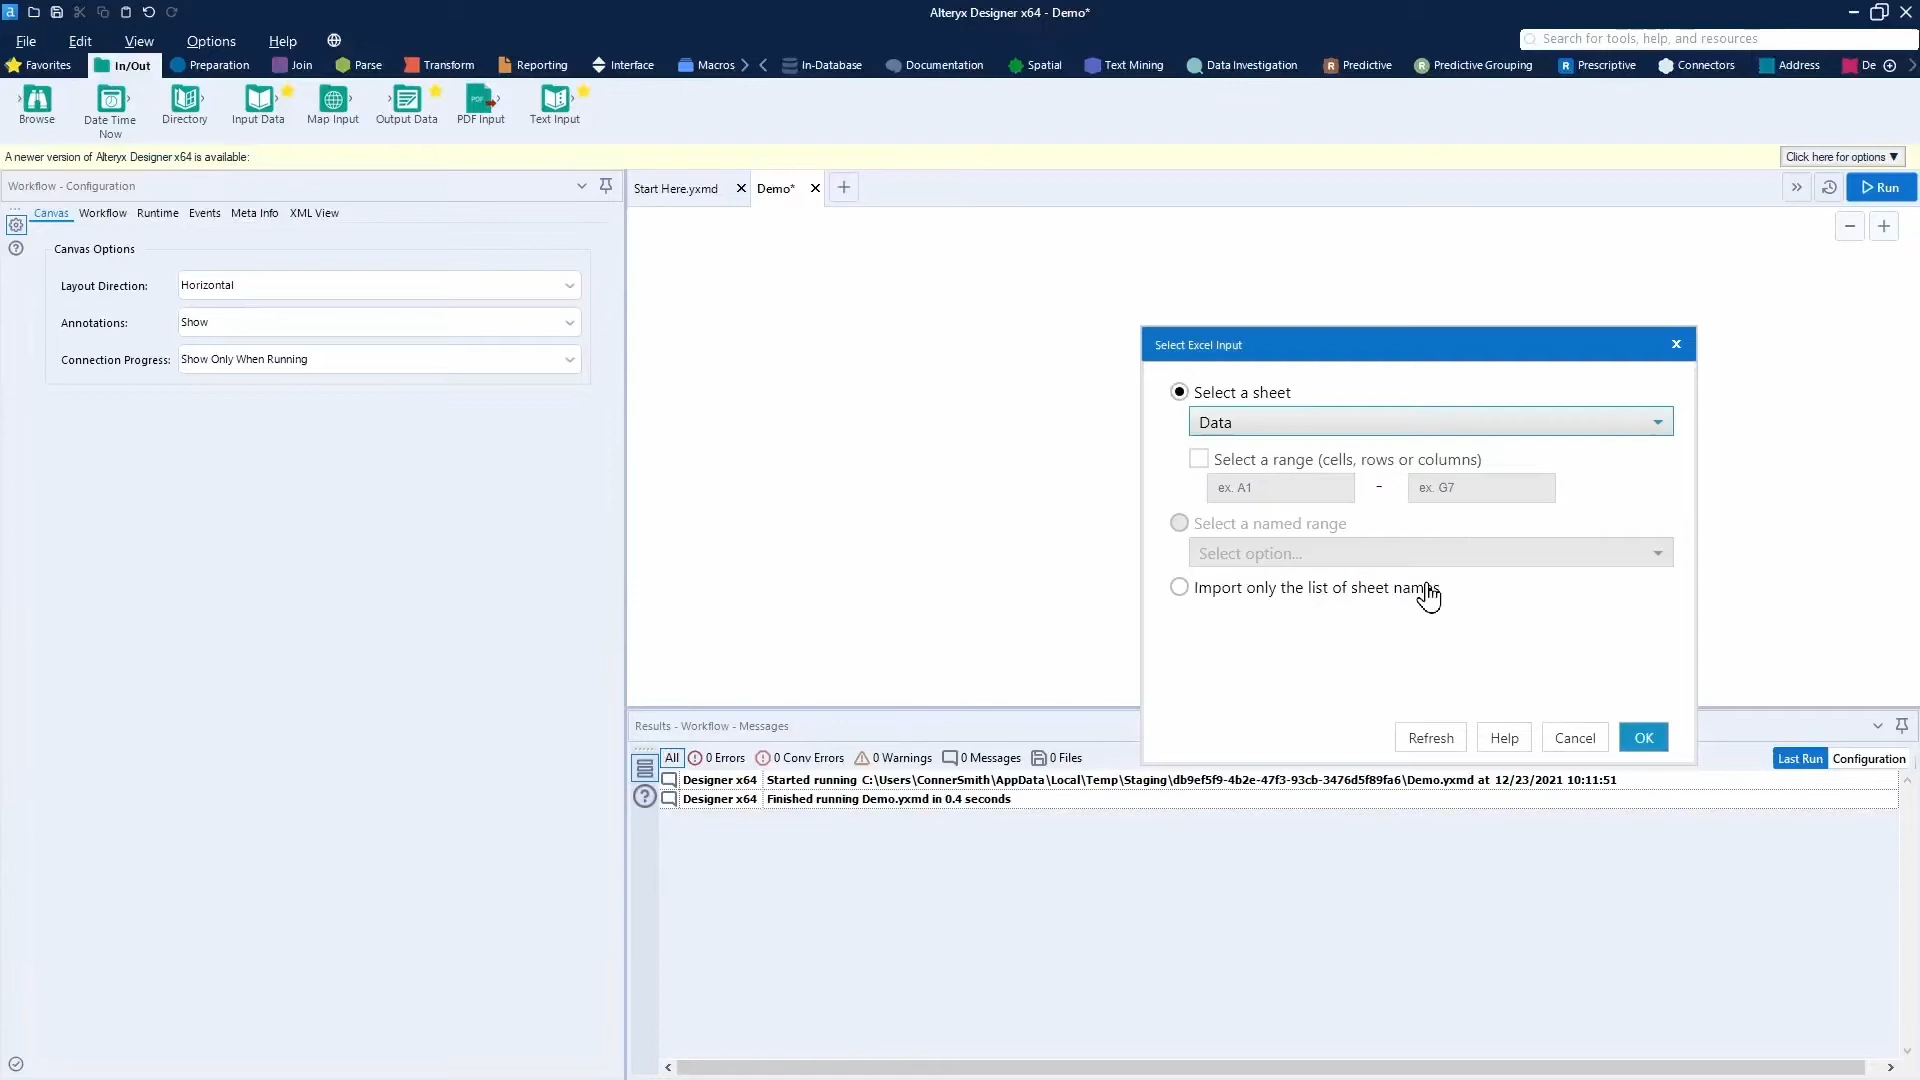 Alteryx Designer x64 - Demo*
File Edit View Options Help
Search for tools, help, and resources
Favorites In/Out Preparation Join Parse Transform Reporting Interface Macros In-Database Documentation Spatial Text Mining Data Investigation Predictive Predictive Grouping Prescriptive Connectors Address De
Browse Date Time Now Directory Input Data Map Input Output Data PDF Input Text Input
A newer version of Alteryx Designer x64 is available:
Click here for options ▼
Workflow - Configuration
Start Here.yxmd Demo* Run
Canvas Workflow Runtime Events Meta Info XML View
Canvas Options
Layout Direction: Horizontal
Annotations: Show
Connection Progress: Show Only When Running
Select Excel Input
Select a sheet
Data
Select a range (cells, rows or columns)
ex. A1 - ex. G7
Select a named range
Select option...
Import only the list of sheet names
Refresh Help Cancel OK
Results - Workflow - Messages
All 0 Errors 0 Conv Errors 0 Warnings 0 Messages 0 Files
Last Run Configuration
Designer x64 Started running C:\Users\ConnerSmith\AppData\Local\Temp\Staging\db9ef5f9-4b2e-47f3-93cb-3476d5f89fa6\Demo.yxmd at 12/23/2021 10:11:51
Designer x64 Finished running Demo.yxmd in 0.4 seconds